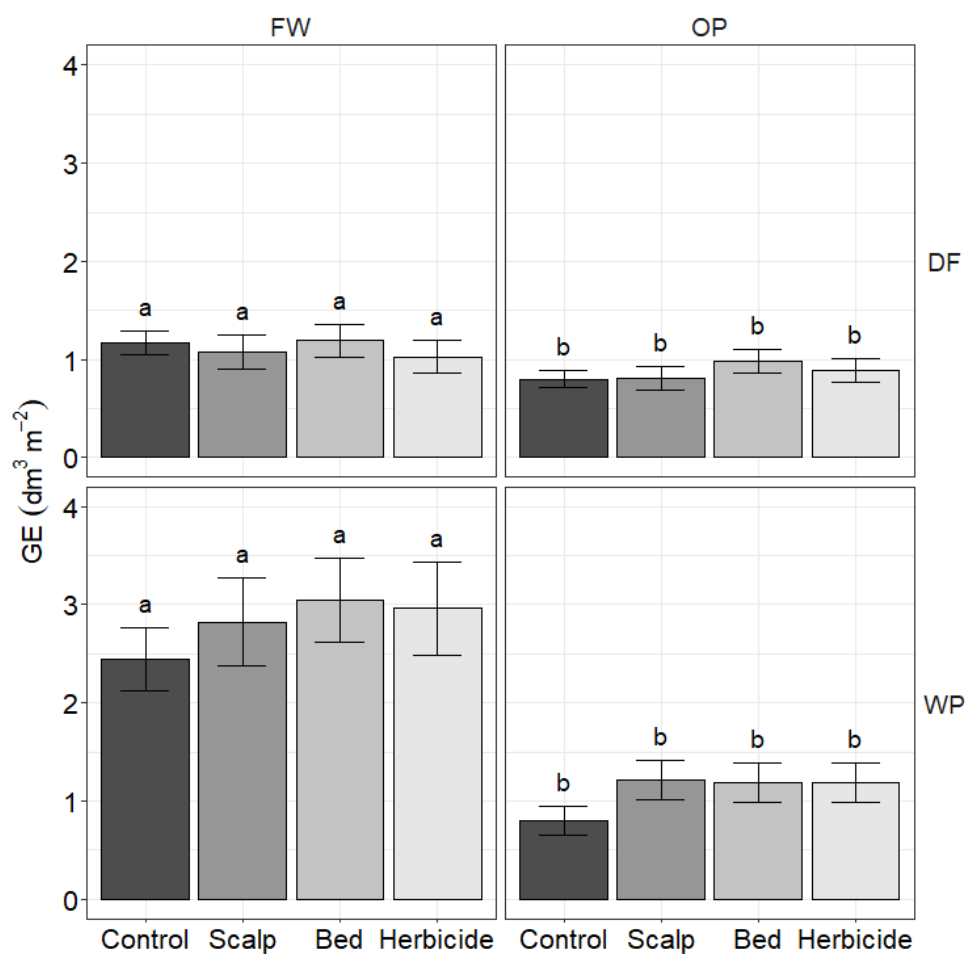 FW OP
4
3
2
1
0
a a a a
b b b b
DF
GE (dm³ m⁻²)
4
3
2
1
0
a a a a
b b b b
WP
Control Scalp Bed Herbicide Control Scalp Bed Herbicide